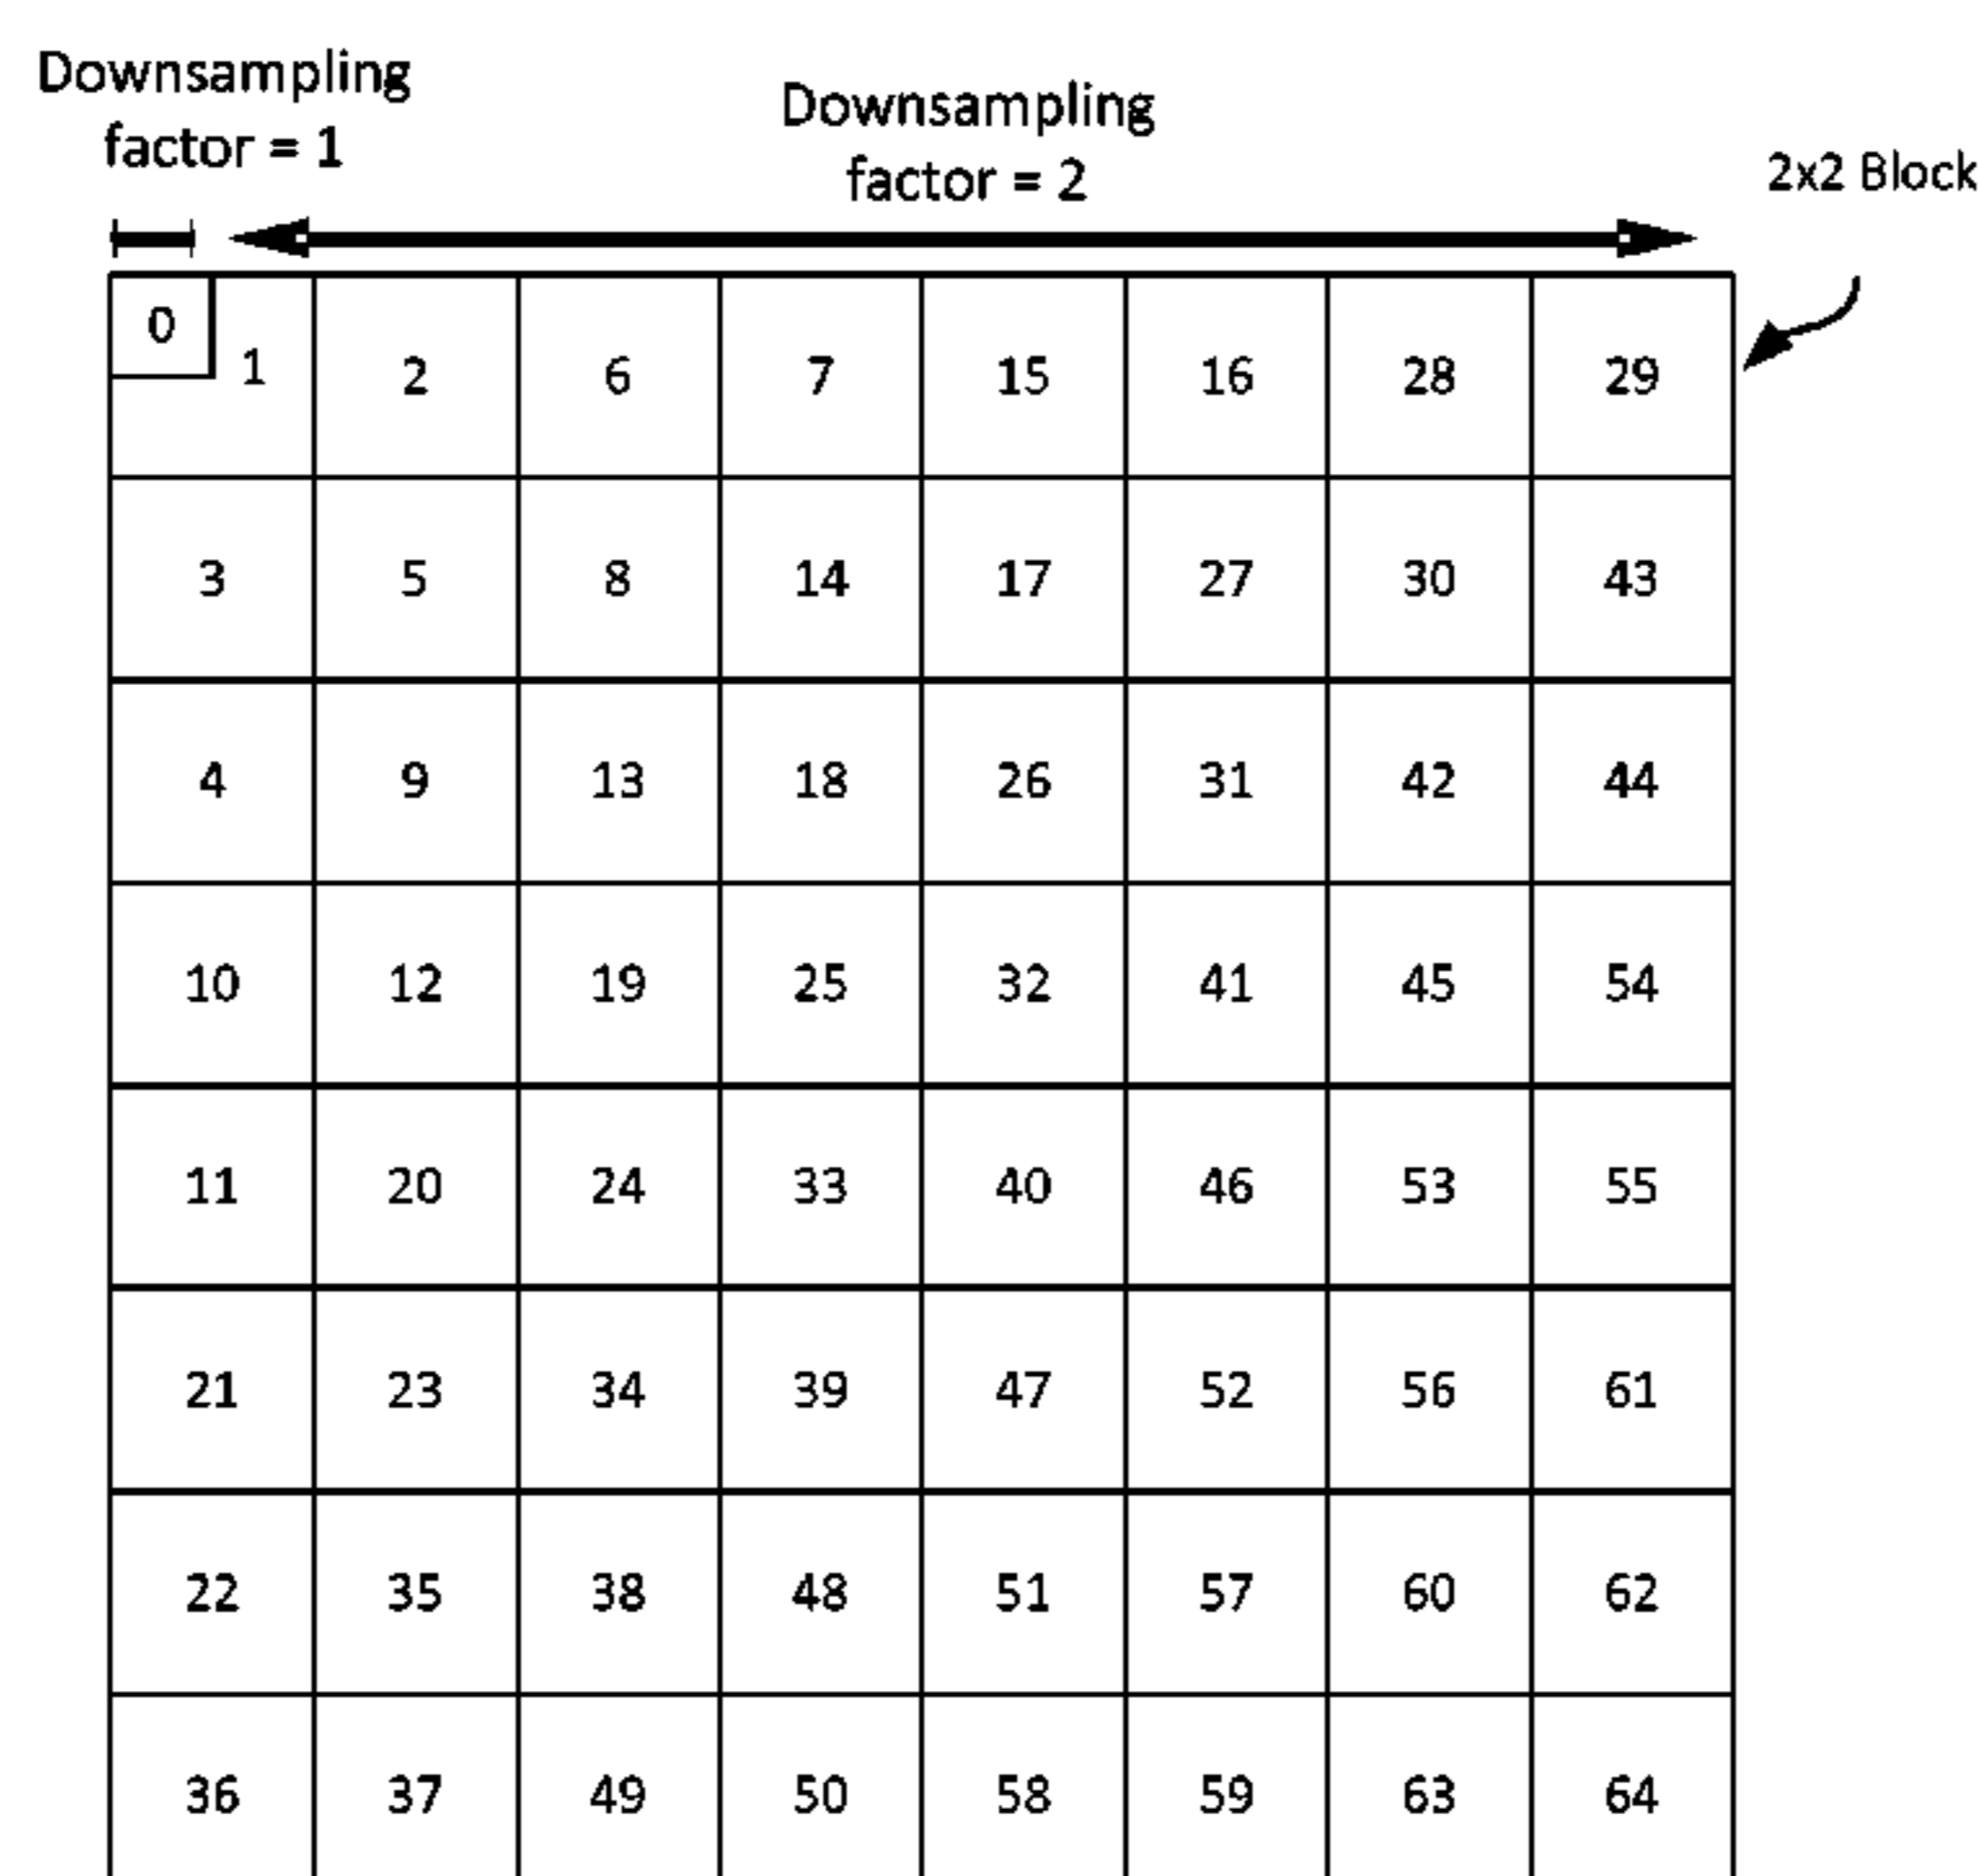 Downsampling
factor = 1
Downsampling
factor = 2
2x2 Block
0
1 2 6 7 15 16 28 29
3 5 8 14 17 27 30 43
4 9 13 18 26 31 42 44
10 12 19 25 32 41 45 54
11 20 24 33 40 46 53 55
21 23 34 39 47 52 56 61
22 35 38 48 51 57 60 62
36 37 49 50 58 59 63 64